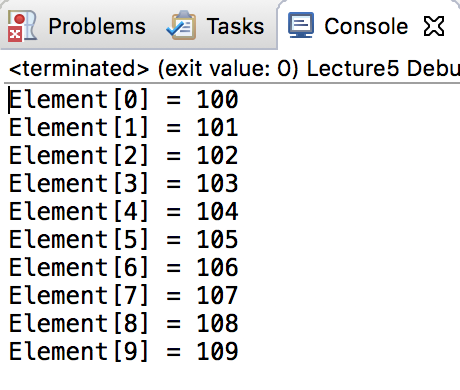 Problems Tasks Console
<terminated> (exit value: 0) Lecture5 Debu
Element[0] = 100
Element[1] = 101
Element[2] = 102
Element[3] = 103
Element[4] = 104
Element[5] = 105
Element[6] = 106
Element[7] = 107
Element[8] = 108
Element[9] = 109